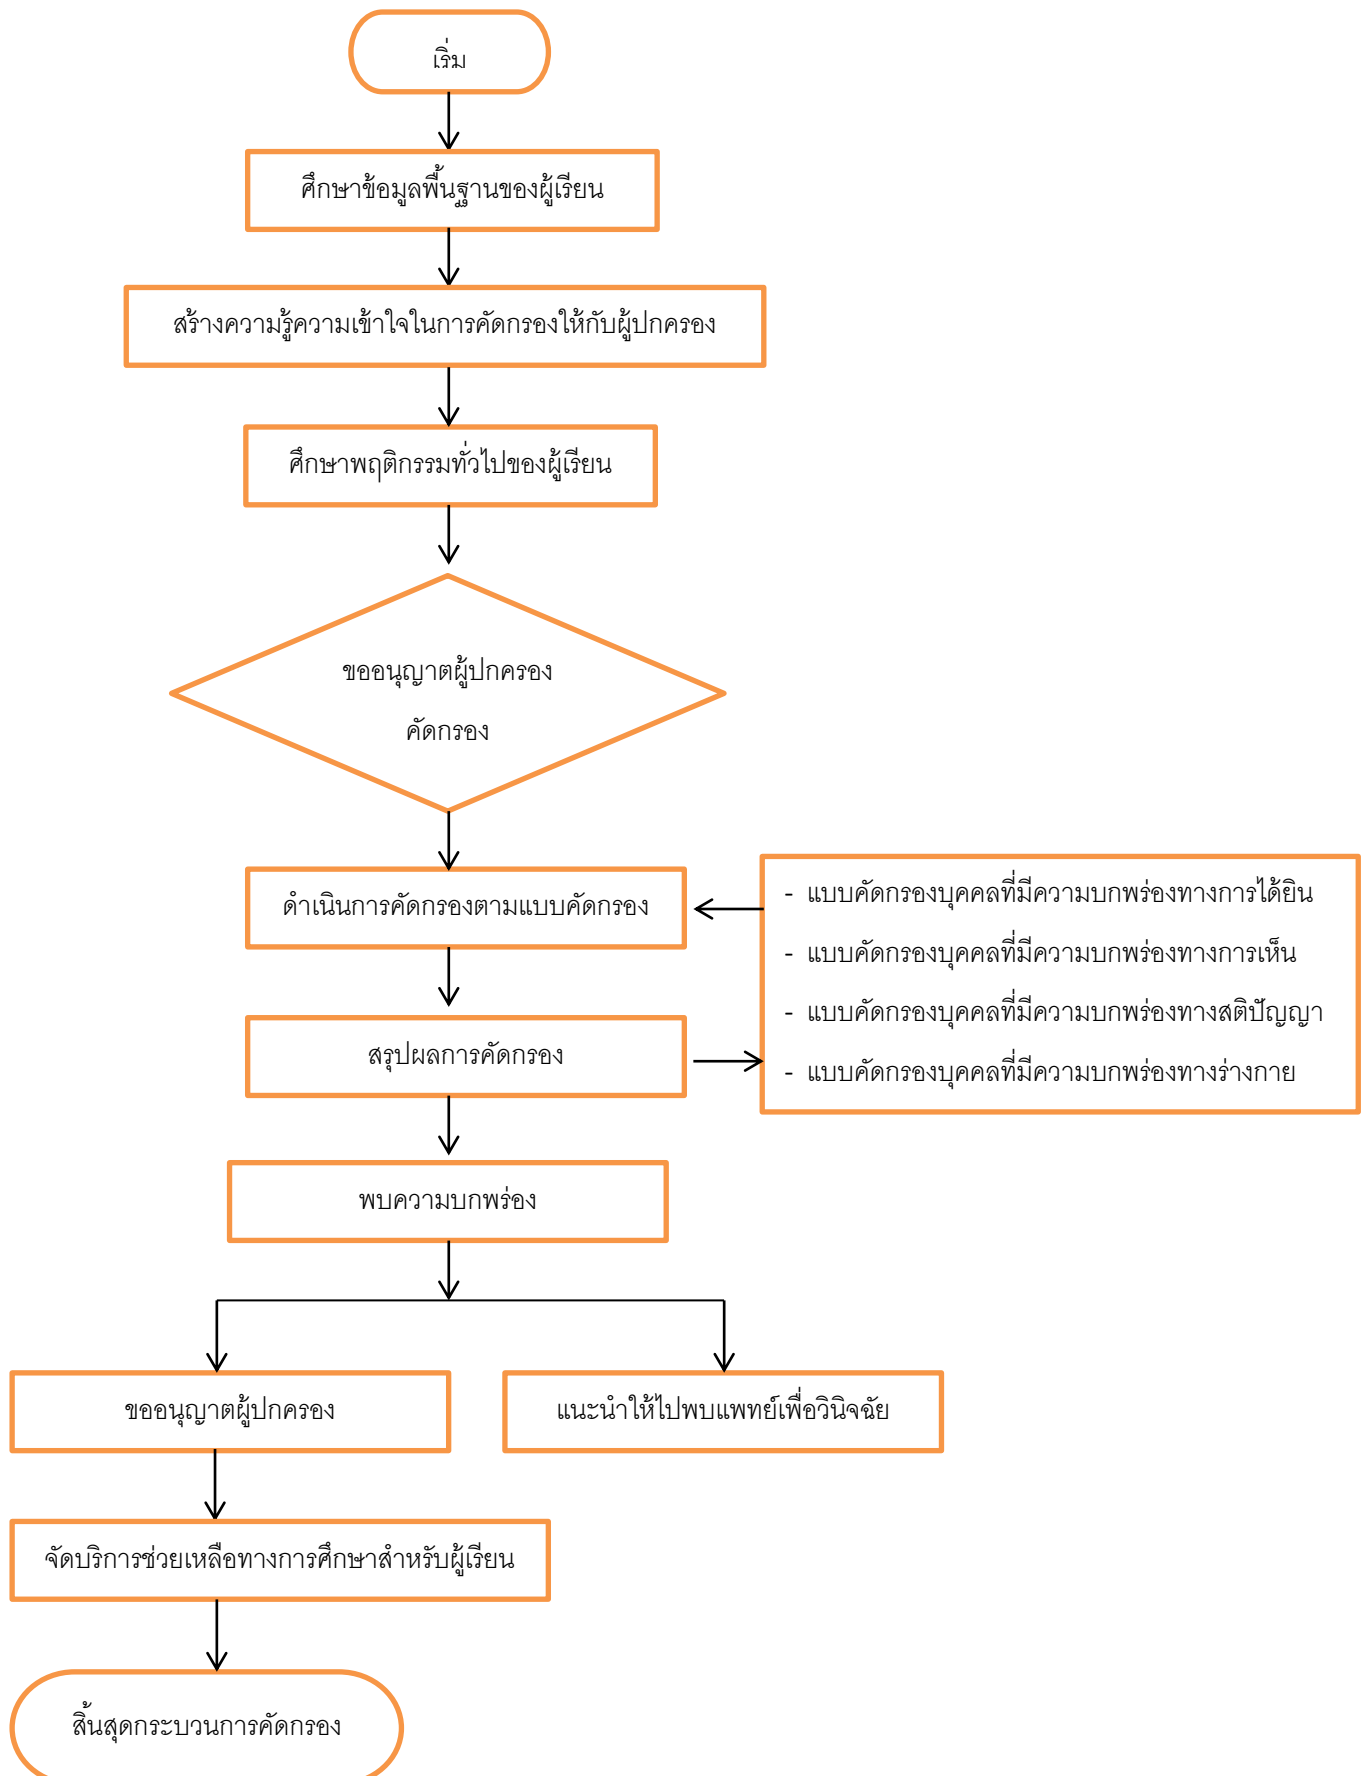 เริ่ม
ศึกษาข้อมูลพื้นฐานของผู้เรียน
สร้างความรู้ความเข้าใจในการคัดกรองให้กับผู้ปกครอง
ศึกษาพฤติกรรมทั่วไปของผู้เรียน
ขออนุญาตผู้ปกครอง
คัดกรอง
ดำเนินการคัดกรองตามแบบคัดกรอง
- แบบคัดกรองบุคคลที่มีความบกพร่องทางการได้ยิน
- แบบคัดกรองบุคคลที่มีความบกพร่องทางการเห็น
- แบบคัดกรองบุคคลที่มีความบกพร่องทางสติปัญญา
- แบบคัดกรองบุคคลที่มีความบกพร่องทางร่างกาย
สรุปผลการคัดกรอง
พบความบกพร่อง
ขออนุญาตผู้ปกครอง
แนะนำให้ไปพบแพทย์เพื่อวินิจฉัย
จัดบริการช่วยเหลือทางการศึกษาสำหรับผู้เรียน
สิ้นสุดกระบวนการคัดกรอง